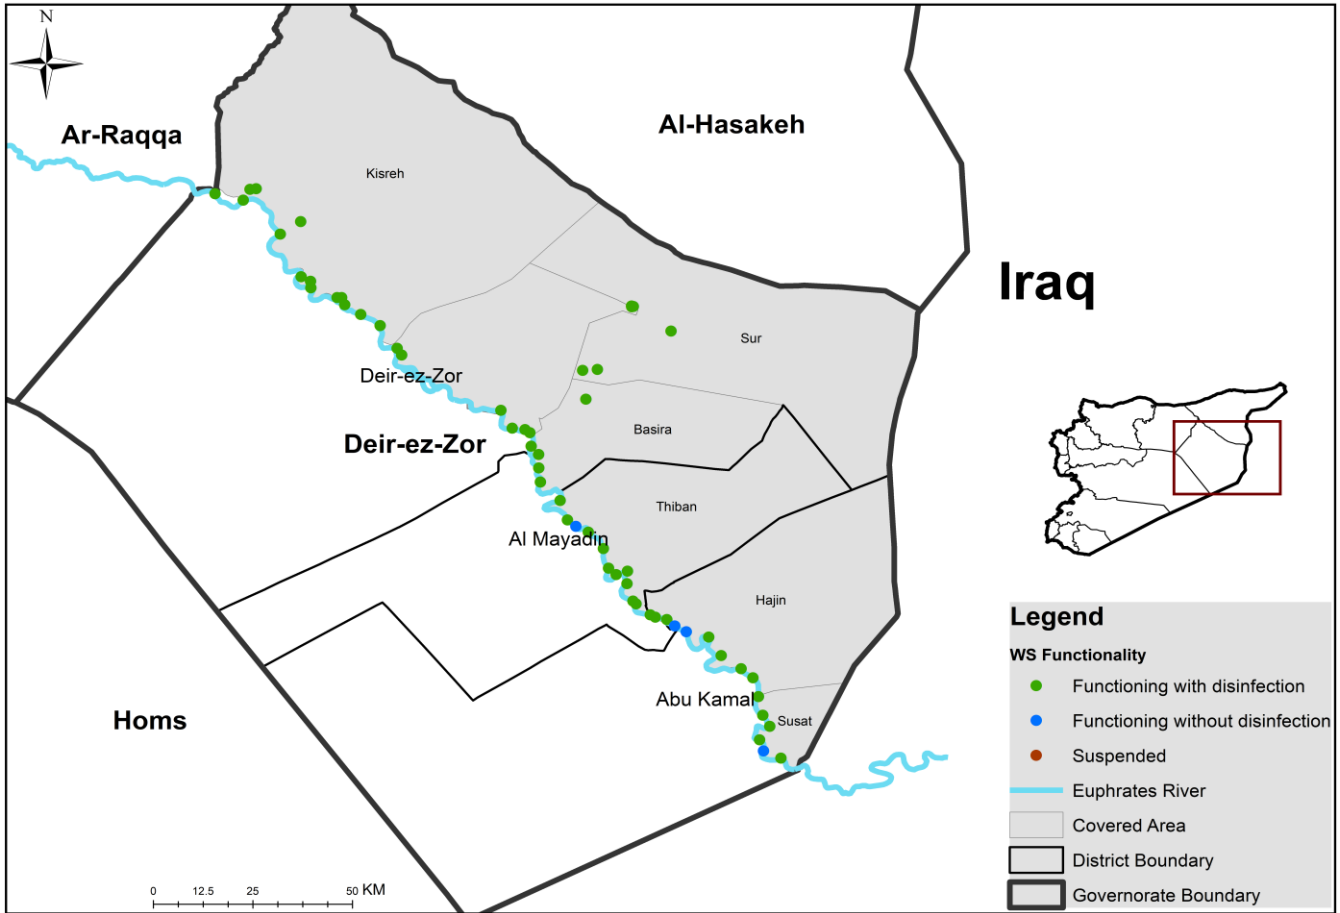 N
Ar-Raqqa
Al-Hasakeh
Kisreh
Iraq
Sur
Deir-ez-Zor
Basira
Deir-ez-Zor
Thiban
Al Mayadin
Hajin
Abu Kamal
Susat
Homs
0 12.5 25 50 KM
Legend
WS Functionality
Functioning with disinfection
Functioning without disinfection
Suspended
Euphrates River
Covered Area
District Boundary
Governorate Boundary